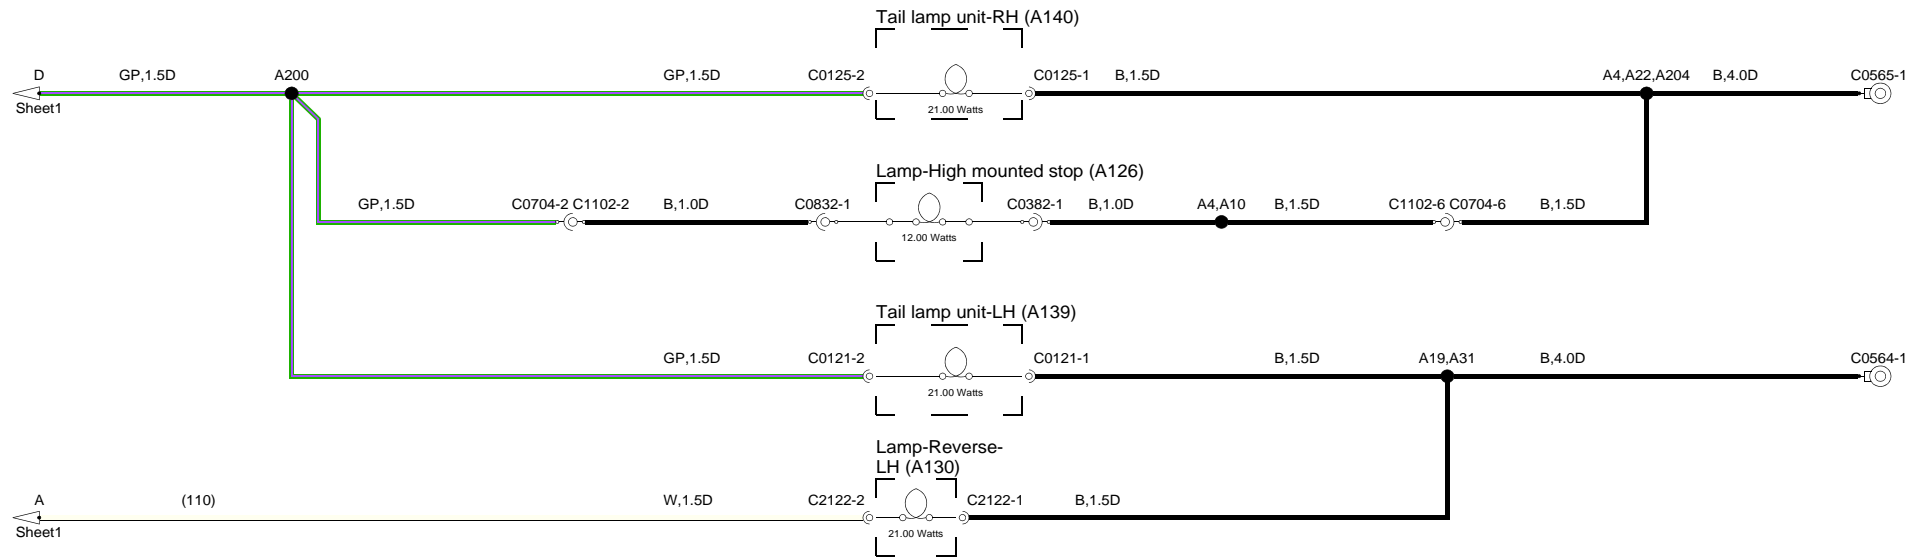 Tail lamp unit-RH (A140)
D GP,1.5D A200 GP,1.5D C0125-2 C0125-1 B,1.5D A4,A22,A204 B,4.0D C0565-1
Sheet1
21.00 Watts
Lamp-High mounted stop (A126)
GP,1.5D C0704-2 C1102-2 B,1.0D C0832-1 C0382-1 B,1.0D A4,A10 B,1.5D C1102-6 C0704-6 B,1.5D
12.00 Watts
Tail lamp unit-LH (A139)
GP,1.5D C0121-2 C0121-1 B,1.5D A19,A31 B,4.0D C0564-1
21.00 Watts
Lamp-Reverse-
LH (A130)
A (110) W,1.5D C2122-2 C2122-1 B,1.5D
Sheet1
21.00 Watts